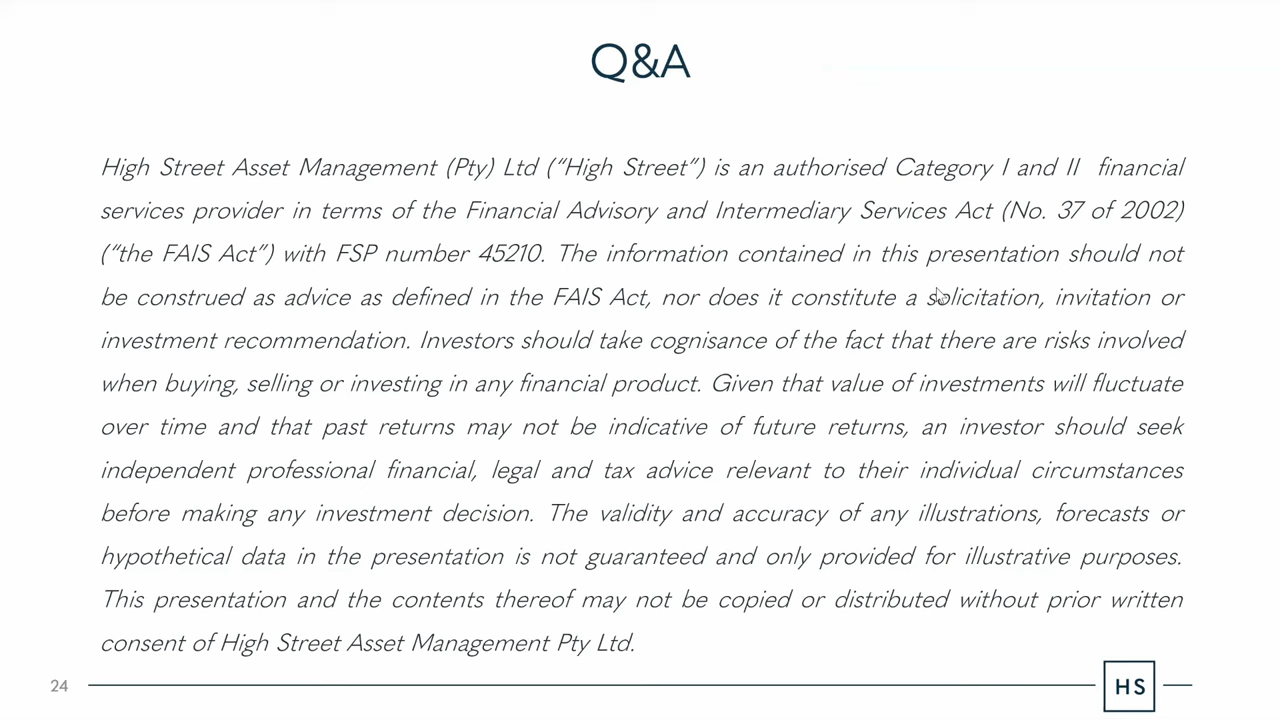 Q&A
High Street Asset Management (Pty) Ltd (“High Street”) is an authorised Category I and II financial
services provider in terms of the Financial Advisory and Intermediary Services Act (No. 37 of 2002)
(“the FAIS Act”) with FSP number 45210. The information contained in this presentation should not
be construed as advice as defined in the FAIS Act, nor does it constitute a solicitation, invitation or
investment recommendation. Investors should take cognisance of the fact that there are risks involved
when buying, selling or investing in any financial product. Given that value of investments will fluctuate
over time and that past returns may not be indicative of future returns, an investor should seek
independent professional financial, legal and tax advice relevant to their individual circumstances
before making any investment decision. The validity and accuracy of any illustrations, forecasts or
hypothetical data in the presentation is not guaranteed and only provided for illustrative purposes.
This presentation and the contents thereof may not be copied or distributed without prior written
consent of High Street Asset Management Pty Ltd.
24
HS